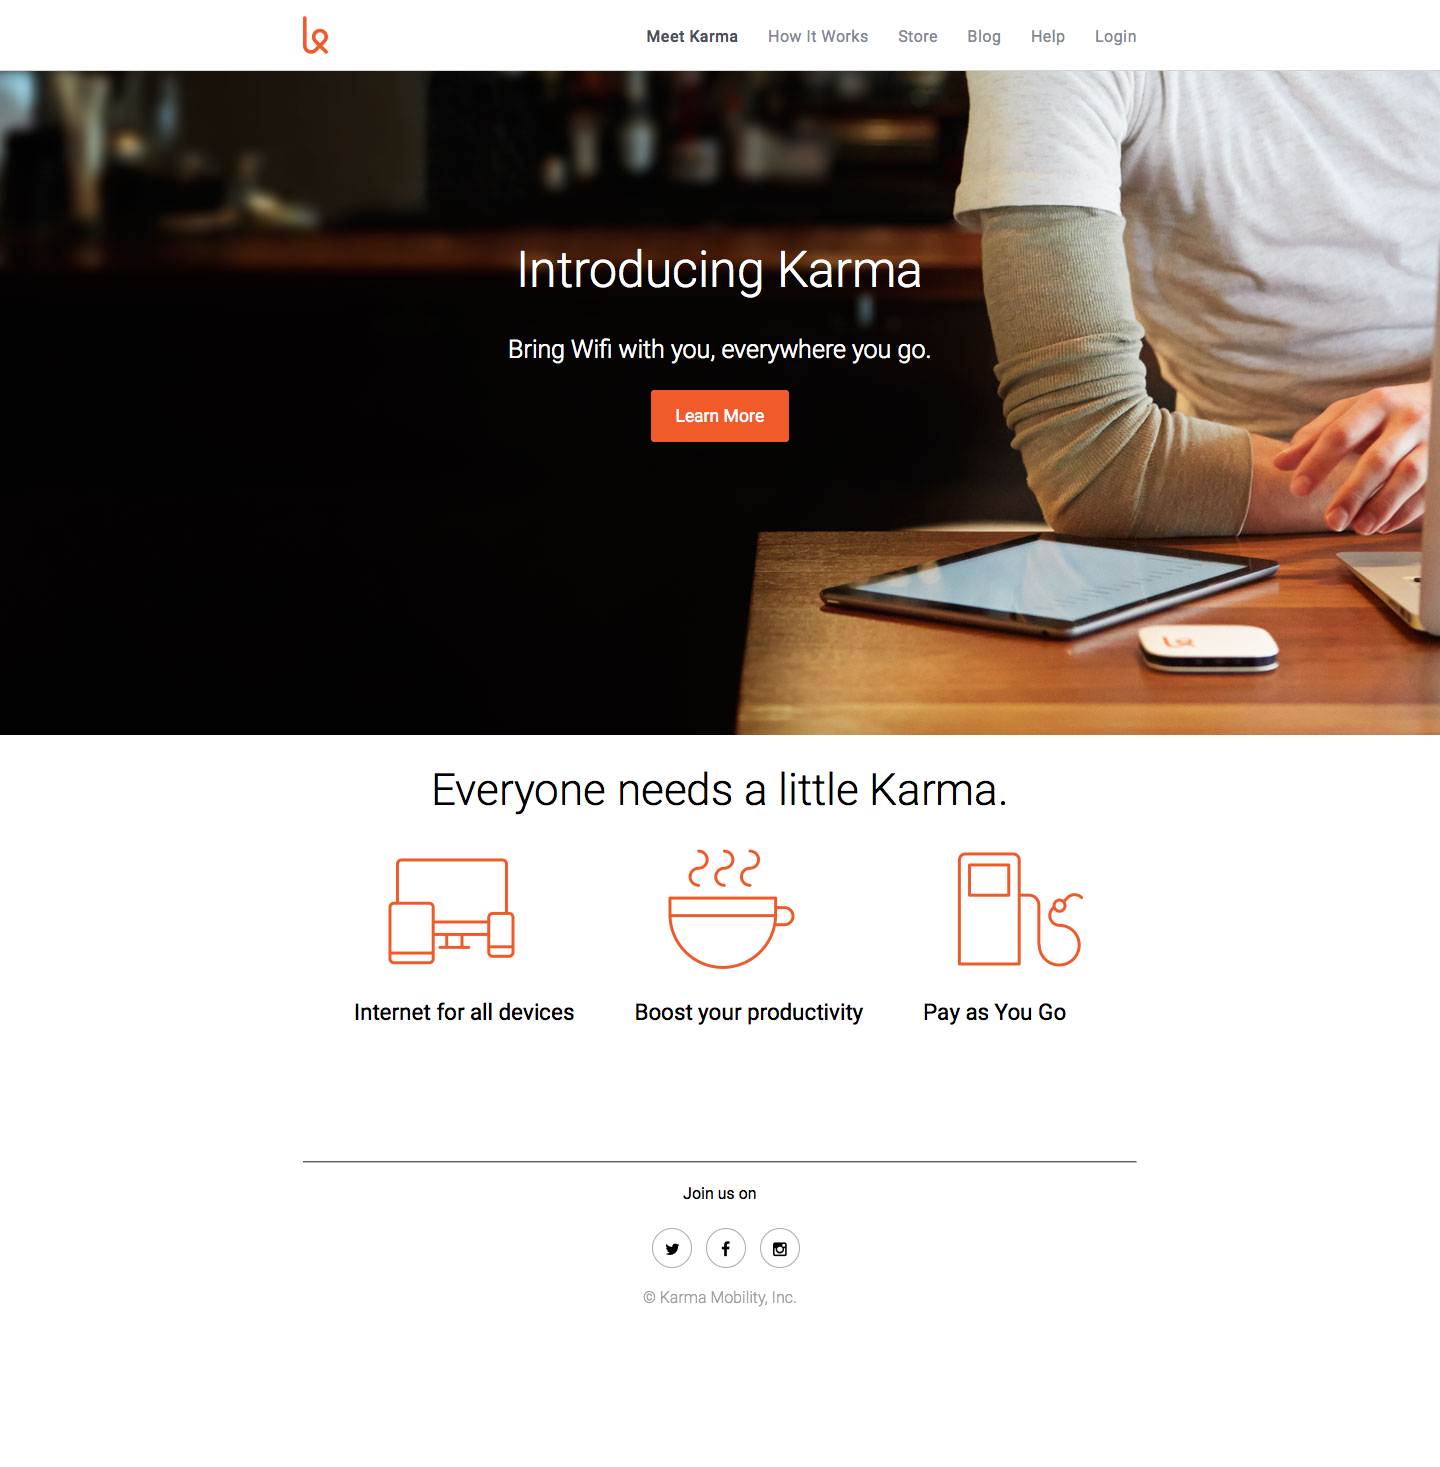 Meet Karma How It Works Store Blog Help Login
Introducing Karma
Bring Wifi with you, everywhere you go.
Learn More
Everyone needs a little Karma.
Internet for all devices Boost your productivity Pay as You Go
Join us on
© Karma Mobility, Inc.